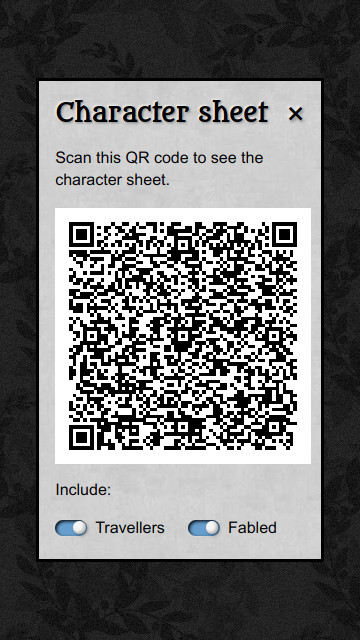 Character sheet ×
Scan this QR code to see the
character sheet.
Include:
Travellers Fabled